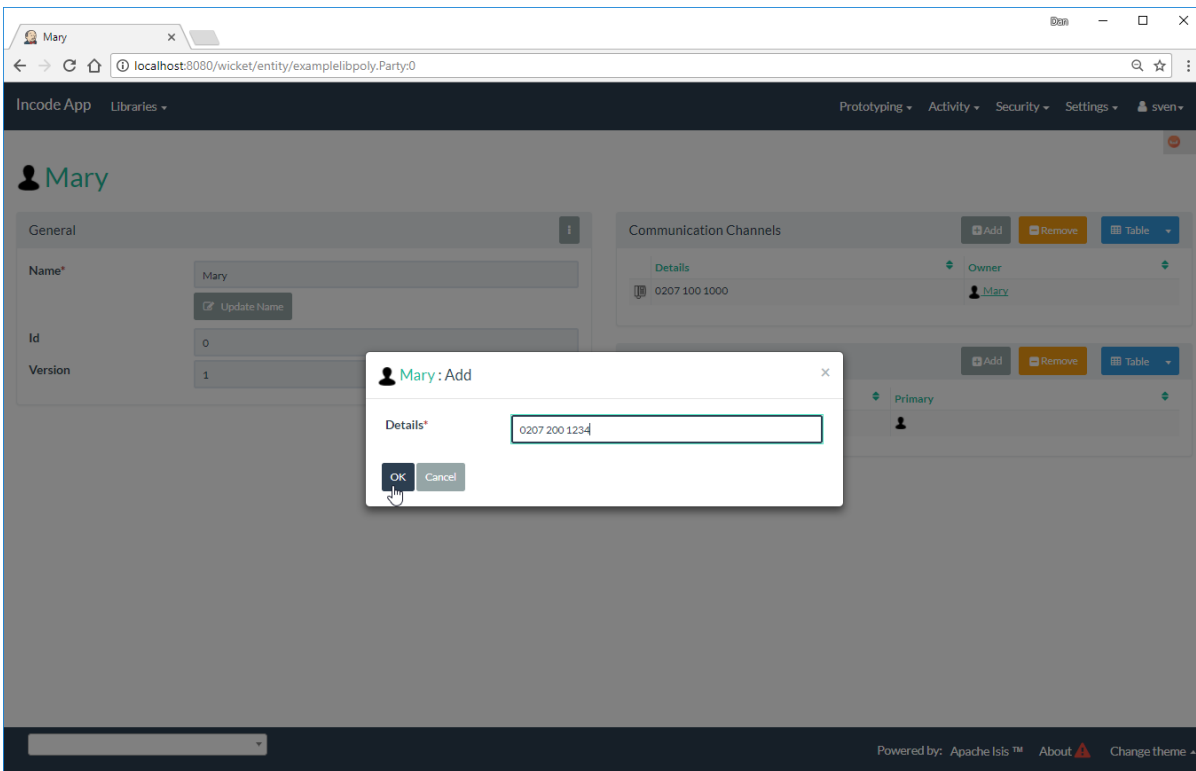 Mary
Dan
localhost:8080/wicket/entity/examplelibpoly.Party:0
Incode App Libraries Prototyping Activity Security Settings sven
Mary
General
Name*
Mary
Update Name
Id
0
Version
1
Communication Channels Add Remove Table
Details Owner
0207 100 1000 Mary
Add Remove Table
Primary
Mary : Add
Details*
0207 200 1234
OK Cancel
Powered by: Apache Isis ™ About Change theme